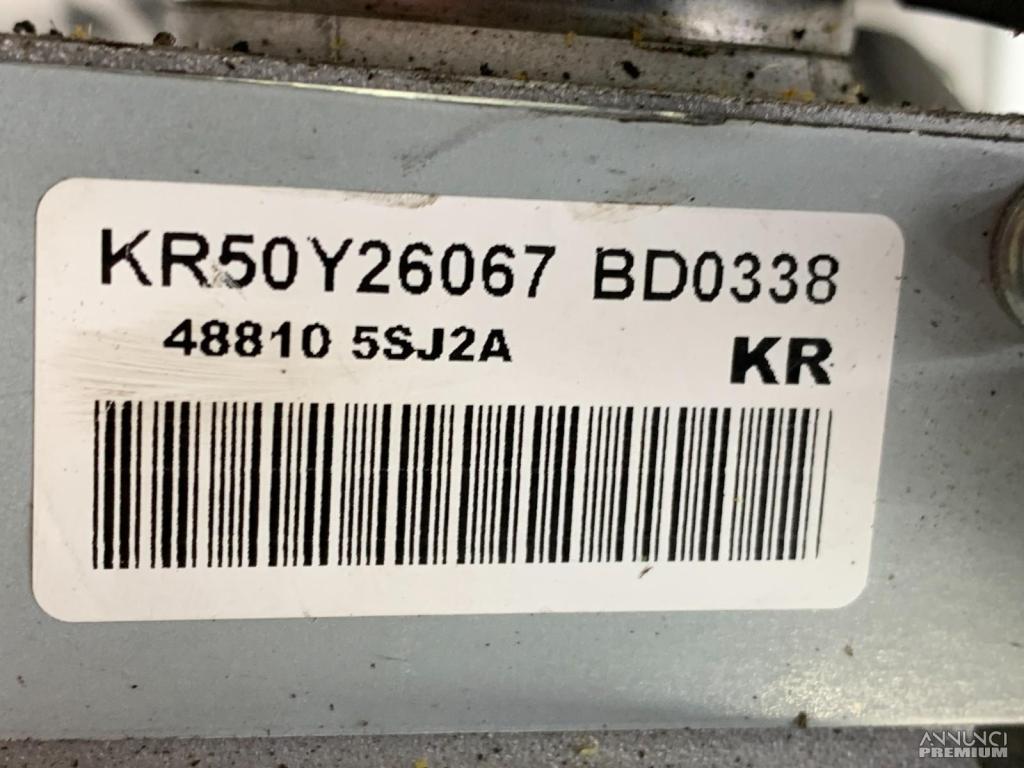 KR50Y26067 BD0338
48810 5SJ2A KR
ANNUNCI
PREMIUM